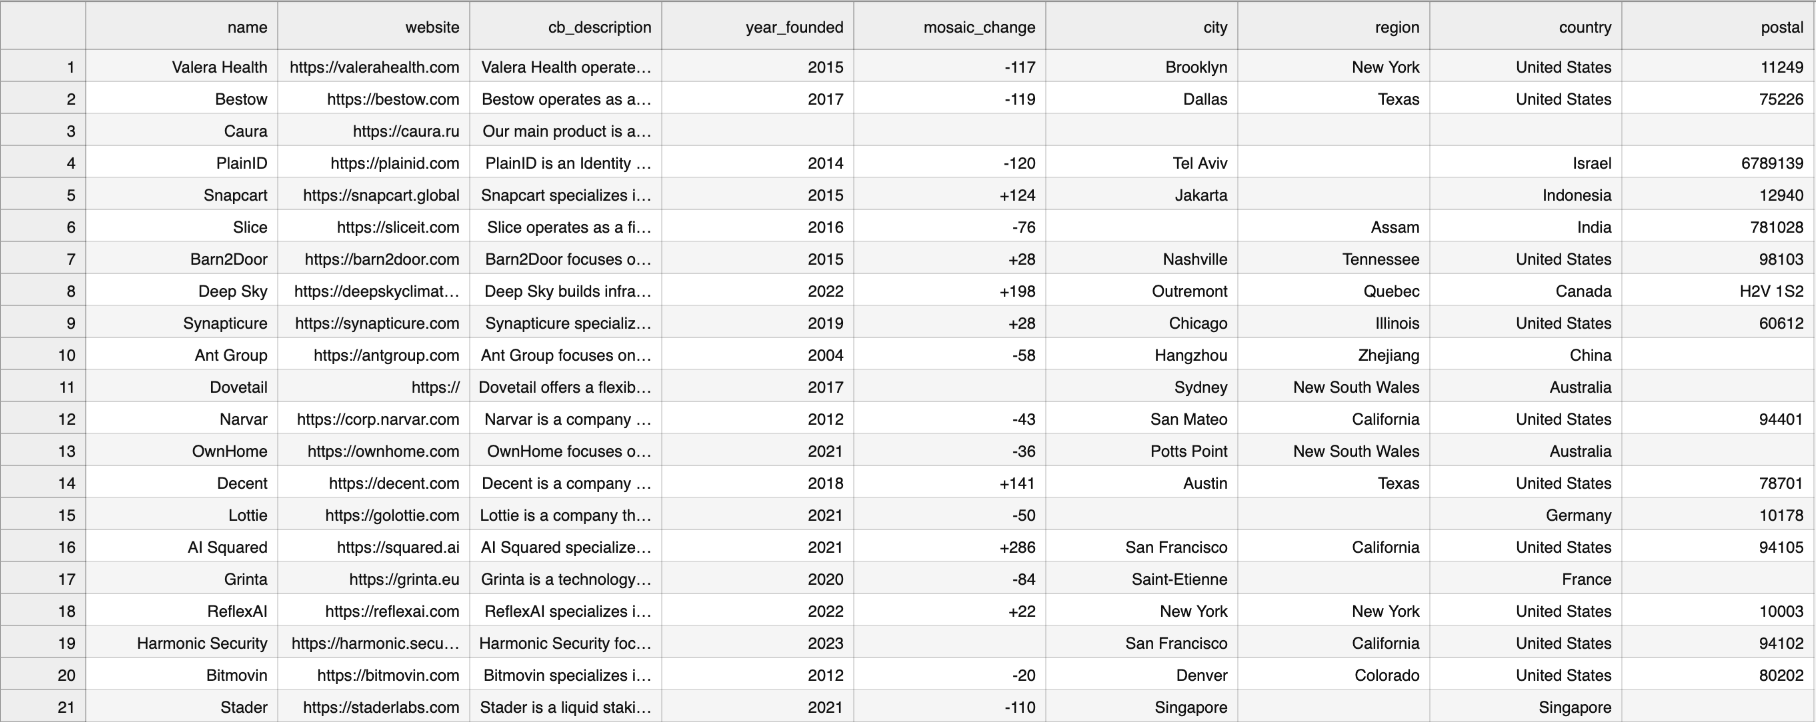 name website cb_description year_founded mosaic_change city region country postal
1 Valera Health https://valerahealth.com Valera Health operate… 2015 -117 Brooklyn New York United States 11249
2 Bestow https://bestow.com Bestow operates as a… 2017 -119 Dallas Texas United States 75226
3 Caura https://caura.ru Our main product is a…
4 PlainID https://plainid.com PlainID is an Identity … 2014 -120 Tel Aviv Israel 6789139
5 Snapcart https://snapcart.global Snapcart specializes i… 2015 +124 Jakarta Indonesia 12940
6 Slice https://sliceit.com Slice operates as a fi… 2016 -76 Assam India 781028
7 Barn2Door https://barn2door.com Barn2Door focuses o… 2015 +28 Nashville Tennessee United States 98103
8 Deep Sky https://deepskyclimat… Deep Sky builds infra… 2022 +198 Outremont Quebec Canada H2V 1S2
9 Synapticure https://synapticure.com Synapticure specializ… 2019 +28 Chicago Illinois United States 60612
10 Ant Group https://antgroup.com Ant Group focuses on… 2004 -58 Hangzhou Zhejiang China
11 Dovetail https:// Dovetail offers a flexib… 2017 Sydney New South Wales Australia
12 Narvar https://corp.narvar.com Narvar is a company … 2012 -43 San Mateo California United States 94401
13 OwnHome https://ownhome.com OwnHome focuses o… 2021 -36 Potts Point New South Wales Australia
14 Decent https://decent.com Decent is a company … 2018 +141 Austin Texas United States 78701
15 Lottie https://golottie.com Lottie is a company th… 2021 -50 Germany 10178
16 AI Squared https://squared.ai AI Squared specialize… 2021 +286 San Francisco California United States 94105
17 Grinta https://grinta.eu Grinta is a technology… 2020 -84 Saint-Etienne France
18 ReflexAI https://reflexai.com ReflexAI specializes i… 2022 +22 New York New York United States 10003
19 Harmonic Security https://harmonic.secu… Harmonic Security foc… 2023 San Francisco California United States 94102
20 Bitmovin https://bitmovin.com Bitmovin specializes i… 2012 -20 Denver Colorado United States 80202
21 Stader https://staderlabs.com Stader is a liquid staki… 2021 -110 Singapore Singapore